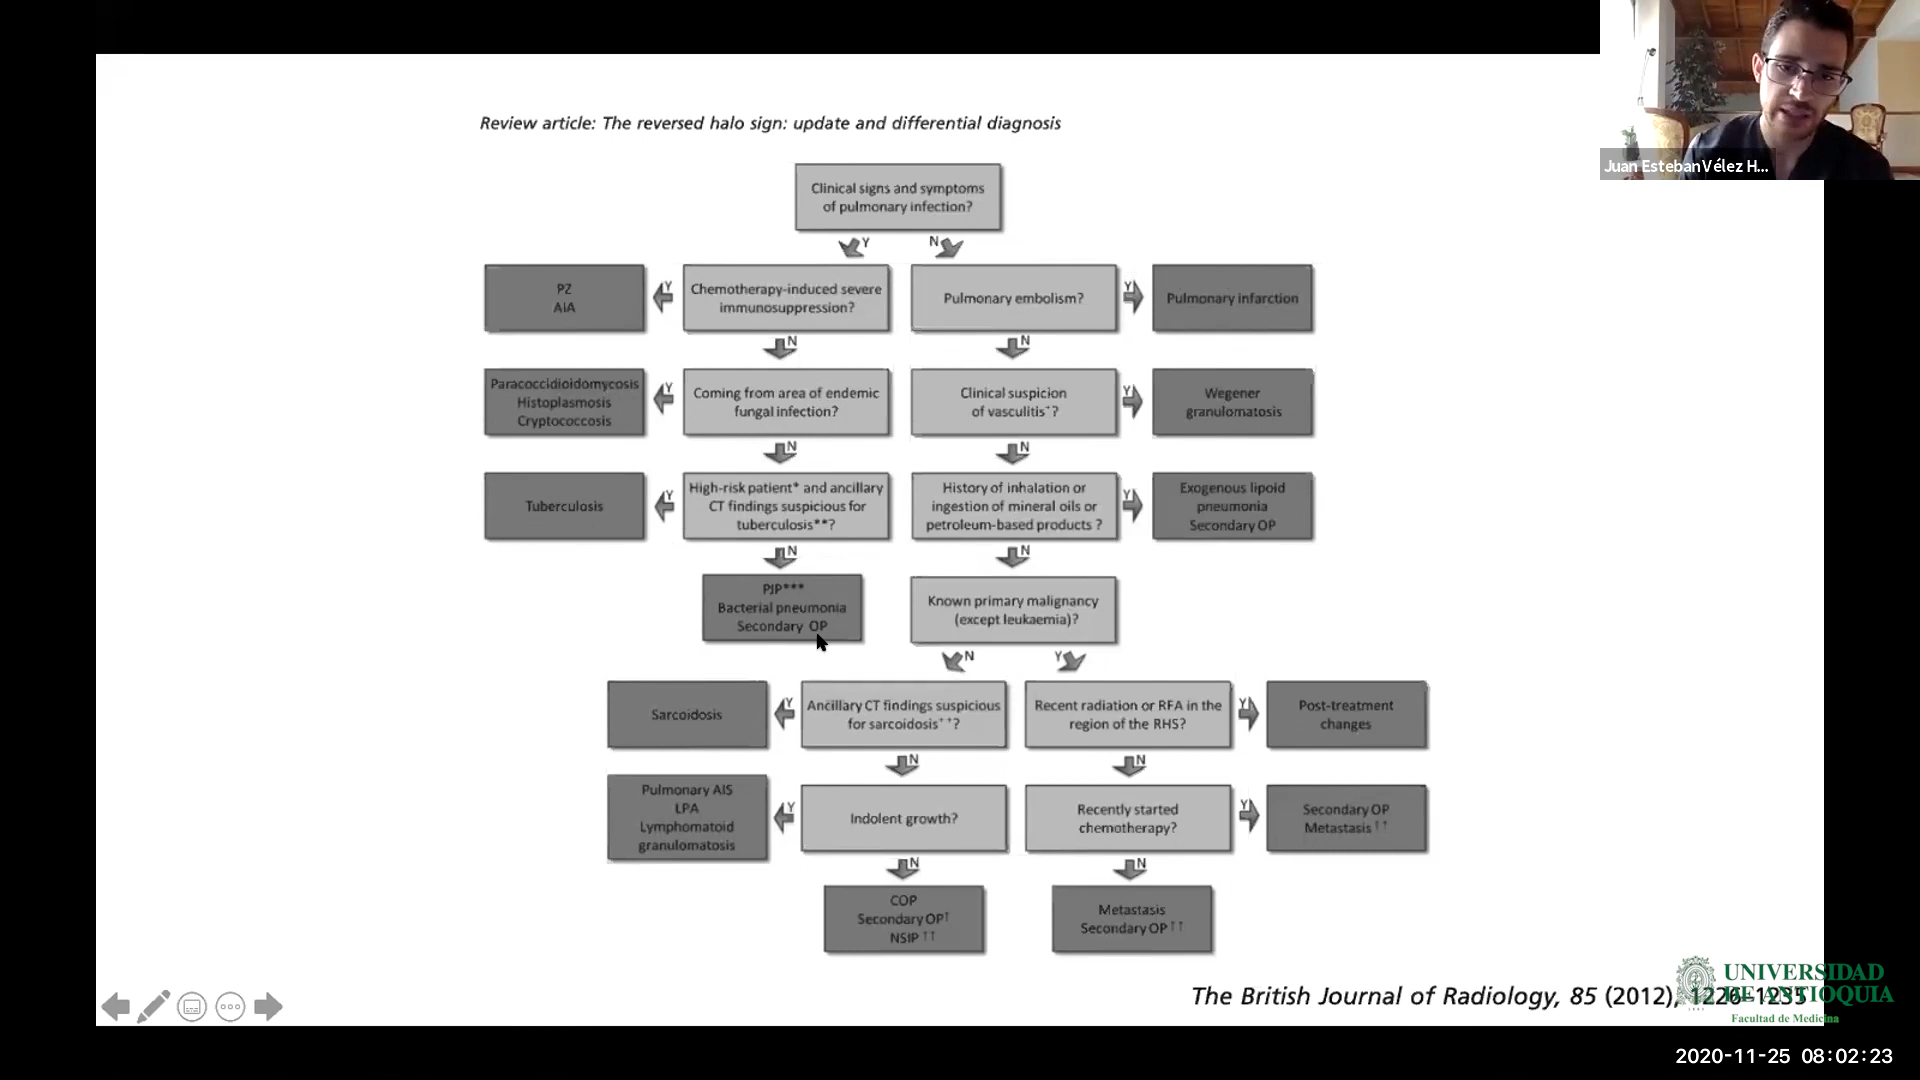 Juan Esteban Vélez H...
Review article: The reversed halo sign: update and differential diagnosis
Clinical signs and symptoms
of pulmonary infection?
Y
N
PZ
AIA
Y
Chemotherapy-induced severe
immunosuppression?
Pulmonary embolism?
Y
Pulmonary infarction
N
N
Paracoccidioidomycosis
Histoplasmosis
Cryptococcosis
Y
Coming from area of endemic
fungal infection?
Clinical suspicion
of vasculitis⁺?
Y
Wegener
granulomatosis
N
N
Tuberculosis
Y
High-risk patient* and ancillary
CT findings suspicious for
tuberculosis**?
History of inhalation or
ingestion of mineral oils or
petroleum-based products ?
Y
Exogenous lipoid
pneumonia
Secondary OP
N
N
PJP***
Bacterial pneumonia
Secondary OP
Known primary malignancy
(except leukaemia)?
N
Y
Sarcoidosis
Y
Ancillary CT findings suspicious
for sarcoidosis⁺⁺?
Recent radiation or RFA in the
region of the RHS?
Y
Post-treatment
changes
N
N
Pulmonary AIS
LPA
Lymphomatoid
granulomatosis
Y
Indolent growth?
Recently started
chemotherapy?
Y
Secondary OP
Metastasis ↑↑
N
N
COP
Secondary OP↑
NSIP ↑↑
Metastasis
Secondary OP↑↑
The British Journal of Radiology, 85 (2012),
UNIVERSIDAD
DE ANTIOQUIA
Facultad de Medicina
2020-11-25 08:02:23